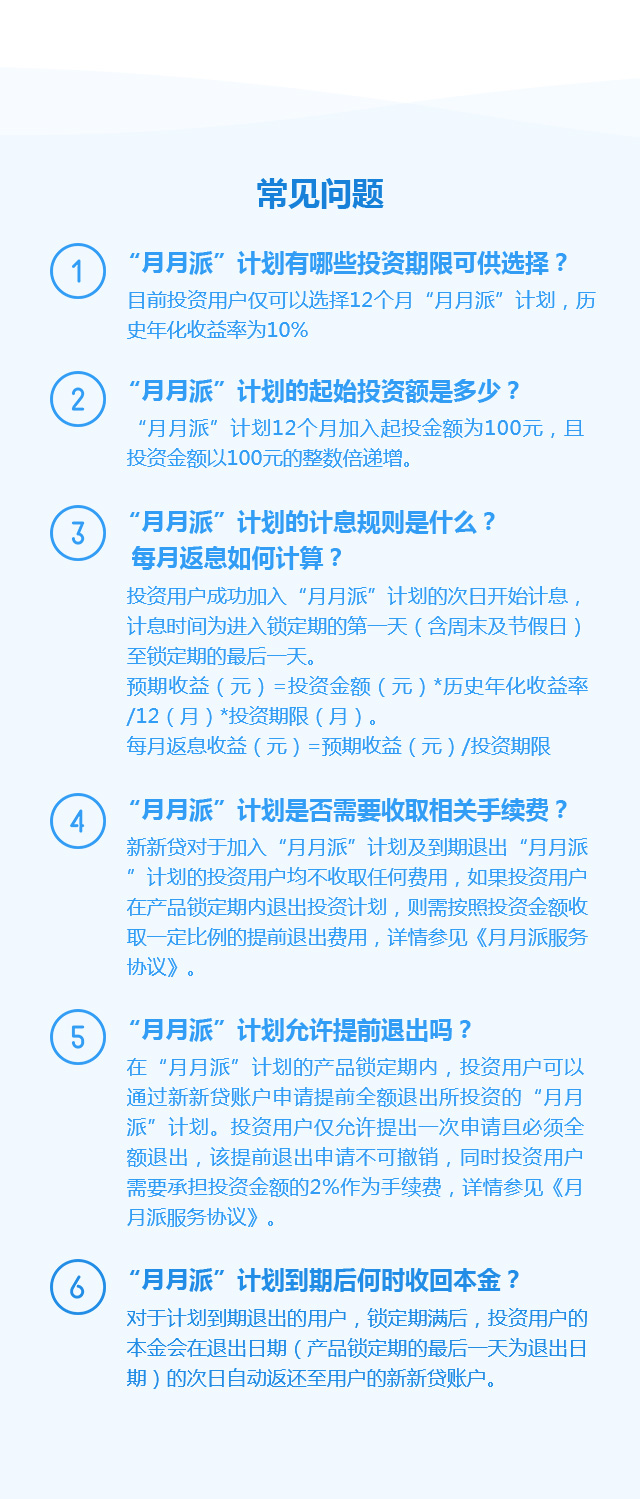 常见问题
1
“月月派”计划有哪些投资期限可供选择？
目前投资用户仅可以选择12个月“月月派”计划，历
史年化收益率为10%
2
“月月派”计划的起始投资额是多少？
“月月派”计划12个月加入起投金额为100元，且
投资金额以100元的整数倍递增。
3
“月月派”计划的计息规则是什么？
每月返息如何计算？
投资用户成功加入“月月派”计划的次日开始计息，
计息时间为进入锁定期的第一天（含周末及节假日）
至锁定期的最后一天。
预期收益（元）=投资金额（元）*历史年化收益率
/12（月）*投资期限（月）。
每月返息收益（元）=预期收益（元）/投资期限
4
“月月派”计划是否需要收取相关手续费？
新新贷对于加入“月月派”计划及到期退出“月月派
”计划的投资用户均不收取任何费用，如果投资用户
在产品锁定期内退出投资计划，则需按照投资金额收
取一定比例的提前退出费用，详情参见《月月派服务
协议》。
5
“月月派”计划允许提前退出吗？
在“月月派”计划的产品锁定期内，投资用户可以
通过新新贷账户申请提前全额退出所投资的“月月
派”计划。投资用户仅允许提出一次申请且必须全
额退出，该提前退出申请不可撤销，同时投资用户
需要承担投资金额的2%作为手续费，详情参见《月
月派服务协议》。
6
“月月派”计划到期后何时收回本金？
对于计划到期退出的用户，锁定期满后，投资用户的
本金会在退出日期（产品锁定期的最后一天为退出日
期）的次日自动返还至用户的新新贷账户。